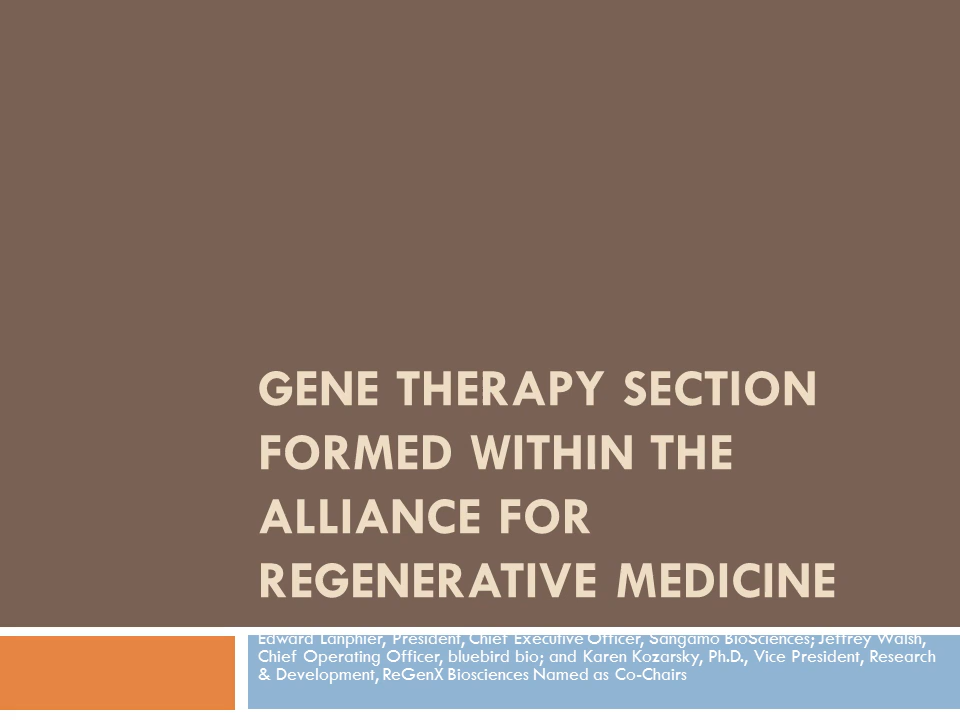 GENE THERAPY SECTION
FORMED WITHIN THE
ALLIANCE FOR
REGENERATIVE MEDICINE
Edward Lanphier, President, Chief Executive Officer, Sangamo BioSciences; Jeffrey Walsh,
Chief Operating Officer, bluebird bio; and Karen Kozarsky, Ph.D., Vice President, Research
& Development, ReGenX Biosciences Named as Co-Chairs